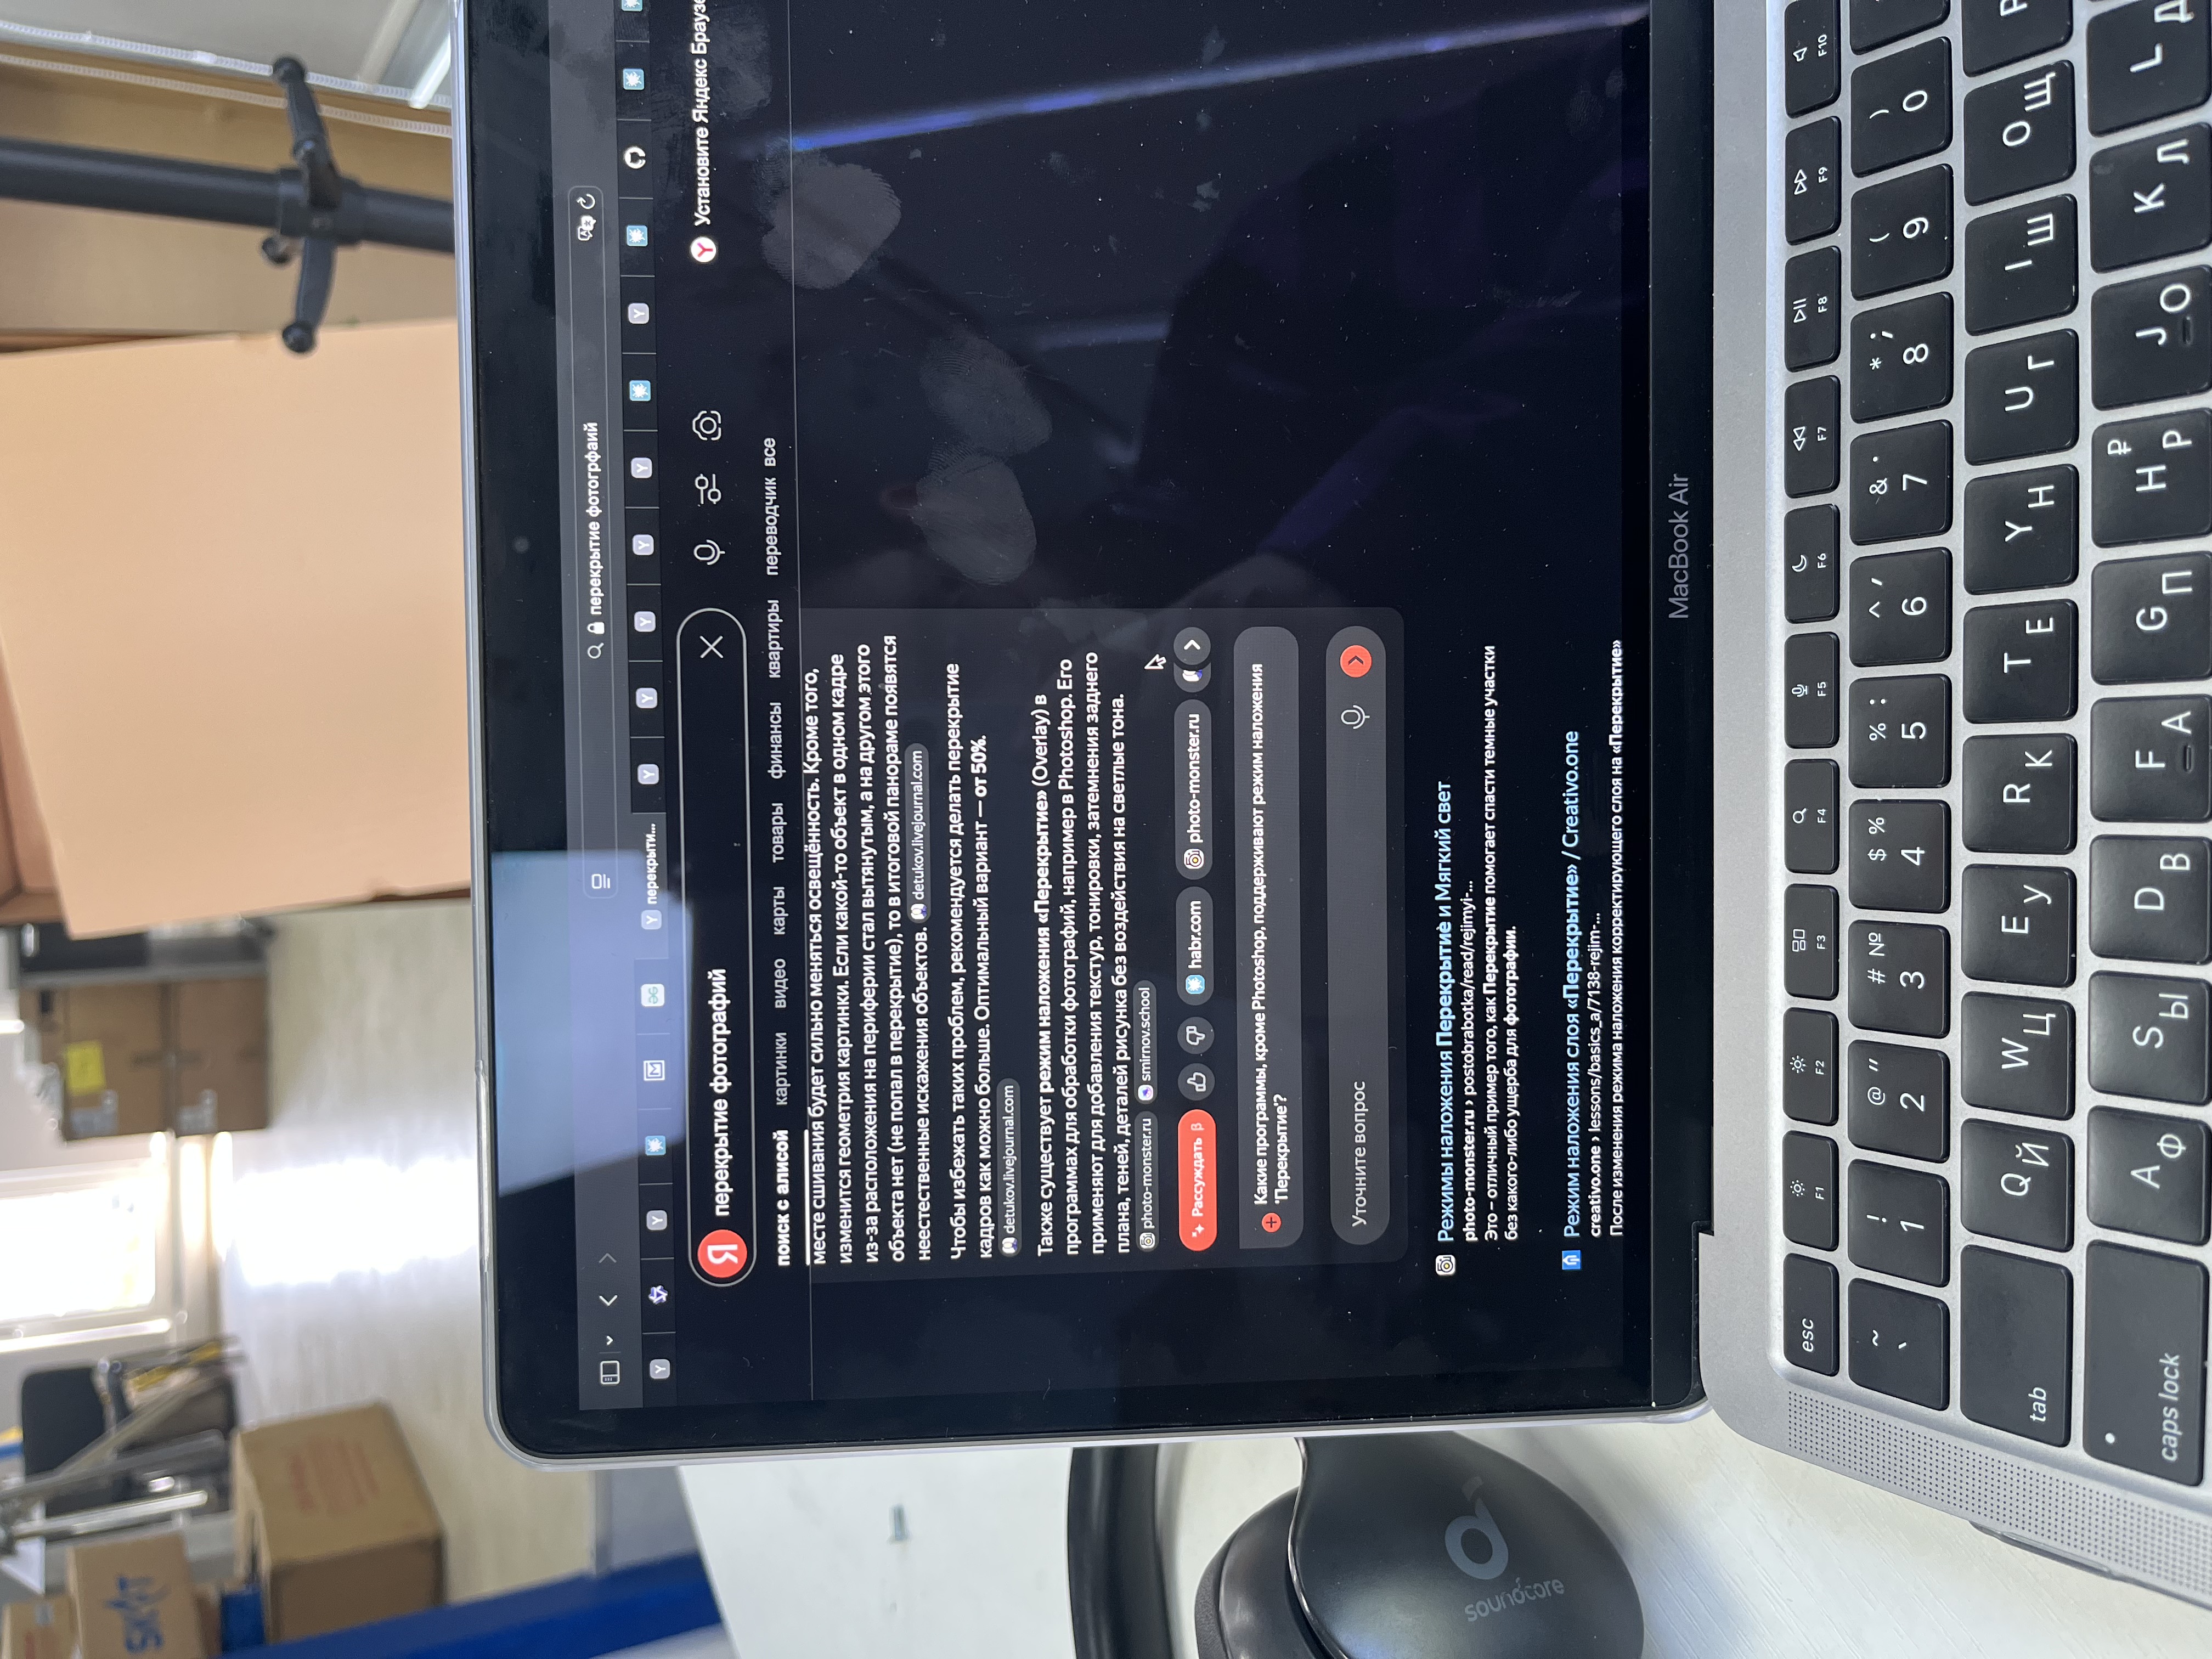 SK
T
перекрытие фотогрфаий
перекрыти...
Я
перекрытие фотографий
Установите Яндекс Браузе
поиск с алисой картинки видео карты товары финансы квартиры переводчик все
месте сшивания будет сильно меняться освещённость. Кроме того,
изменится геометрия картинки. Если какой-то объект в одном кадре
из-за расположения на периферии стал вытянутым, а на другом этого
объекта нет (не попал в перекрытие), то в итоговой панораме появятся
неестественные искажения объектов. detukov.livejournal.com
Чтобы избежать таких проблем, рекомендуется делать перекрытие
кадров как можно больше. Оптимальный вариант — от 50%.
detukov.livejournal.com
Также существует режим наложения «Перекрытие» (Overlay) в
программах для обработки фотографий, например в Photoshop. Его
применяют для добавления текстур, тонировки, затемнения заднего
плана, теней, деталей рисунка без воздействия на светлые тона.
photo-monster.ru smirnov.school
Рассуждать β habr.com photo-monster.ru
Какие программы, кроме Photoshop, поддерживают режим наложения
'Перекрытие'?
Уточните вопрос
Режимы наложения Перекрытие и Мягкий свет
photo-monster.ru › postobrabotka/read/rejimyi-...
Это – отличный пример того, как Перекрытие помогает спасти темные участки
без какого-либо ущерба для фотографии.
Режим наложения слоя «Перекрытие» / Creativo.one
creativo.one › lessons/basics_a/7138-rejim-...
После изменения режима наложения корректирующего слоя на «Перекрытие»
soundcore
MacBook Air
esc F1 F2 F3 F4 F5 F6 F7 F8 F9 F10
~ ! @ " # № $ % % : ^ , & . * ; ( )
` 1 2 3 4 5 6 7 8 9 0
tab Q Й W Ц E У R К T Е Y Н U Г I Ш O Щ P
caps lock A Ф S Ы D В F А G П H ₽ Р J О K Л L Д